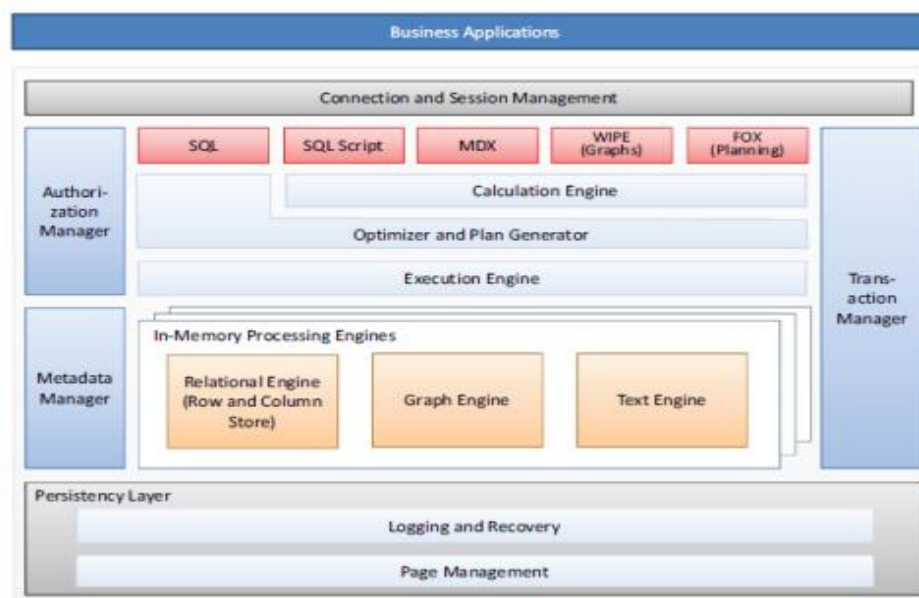 Business Applications
Connection and Session Management
Authori-
zation
Manager
SQL
SQL Script
MDX
WIPE
(Graphs)
FOX
(Planning)
Calculation Engine
Optimizer and Plan Generator
Execution Engine
Trans-
action
Manager
Metadata
Manager
In-Memory Processing Engines
Relational Engine
(Row and Column
Store)
Graph Engine
Text Engine
Persistency Layer
Logging and Recovery
Page Management